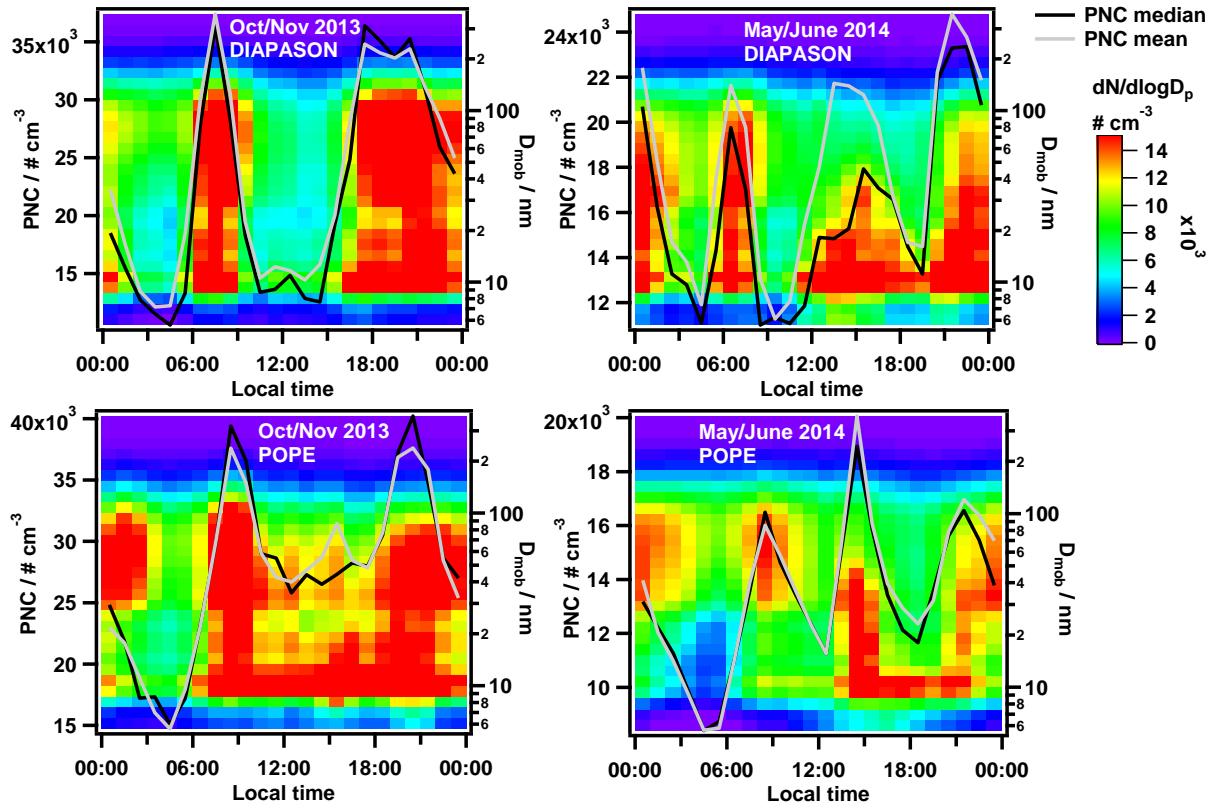 Oct/Nov 2013
DIAPASON
35x10³
30
25
20
15
PNC / # cm⁻³
2
100
8
6
4
2
10
8
6
D_mob / nm
00:00 06:00 12:00 18:00 00:00
Local time
May/June 2014
DIAPASON
24x10³
22
20
18
16
14
12
PNC / # cm⁻³
2
100
8
6
4
2
10
8
6
D_mob / nm
00:00 06:00 12:00 18:00 00:00
Local time
PNC median
PNC mean
dN/dlogD_p
# cm⁻³
14
12
10
8
6
4
2
0
x10³
Oct/Nov 2013
POPE
40x10³
35
30
25
20
15
PNC / # cm⁻³
2
100
8
6
4
2
10
8
6
D_mob / nm
00:00 06:00 12:00 18:00 00:00
Local time
May/June 2014
POPE
20x10³
18
16
14
12
10
PNC / # cm⁻³
2
100
8
6
4
2
10
8
6
D_mob / nm
00:00 06:00 12:00 18:00 00:00
Local time